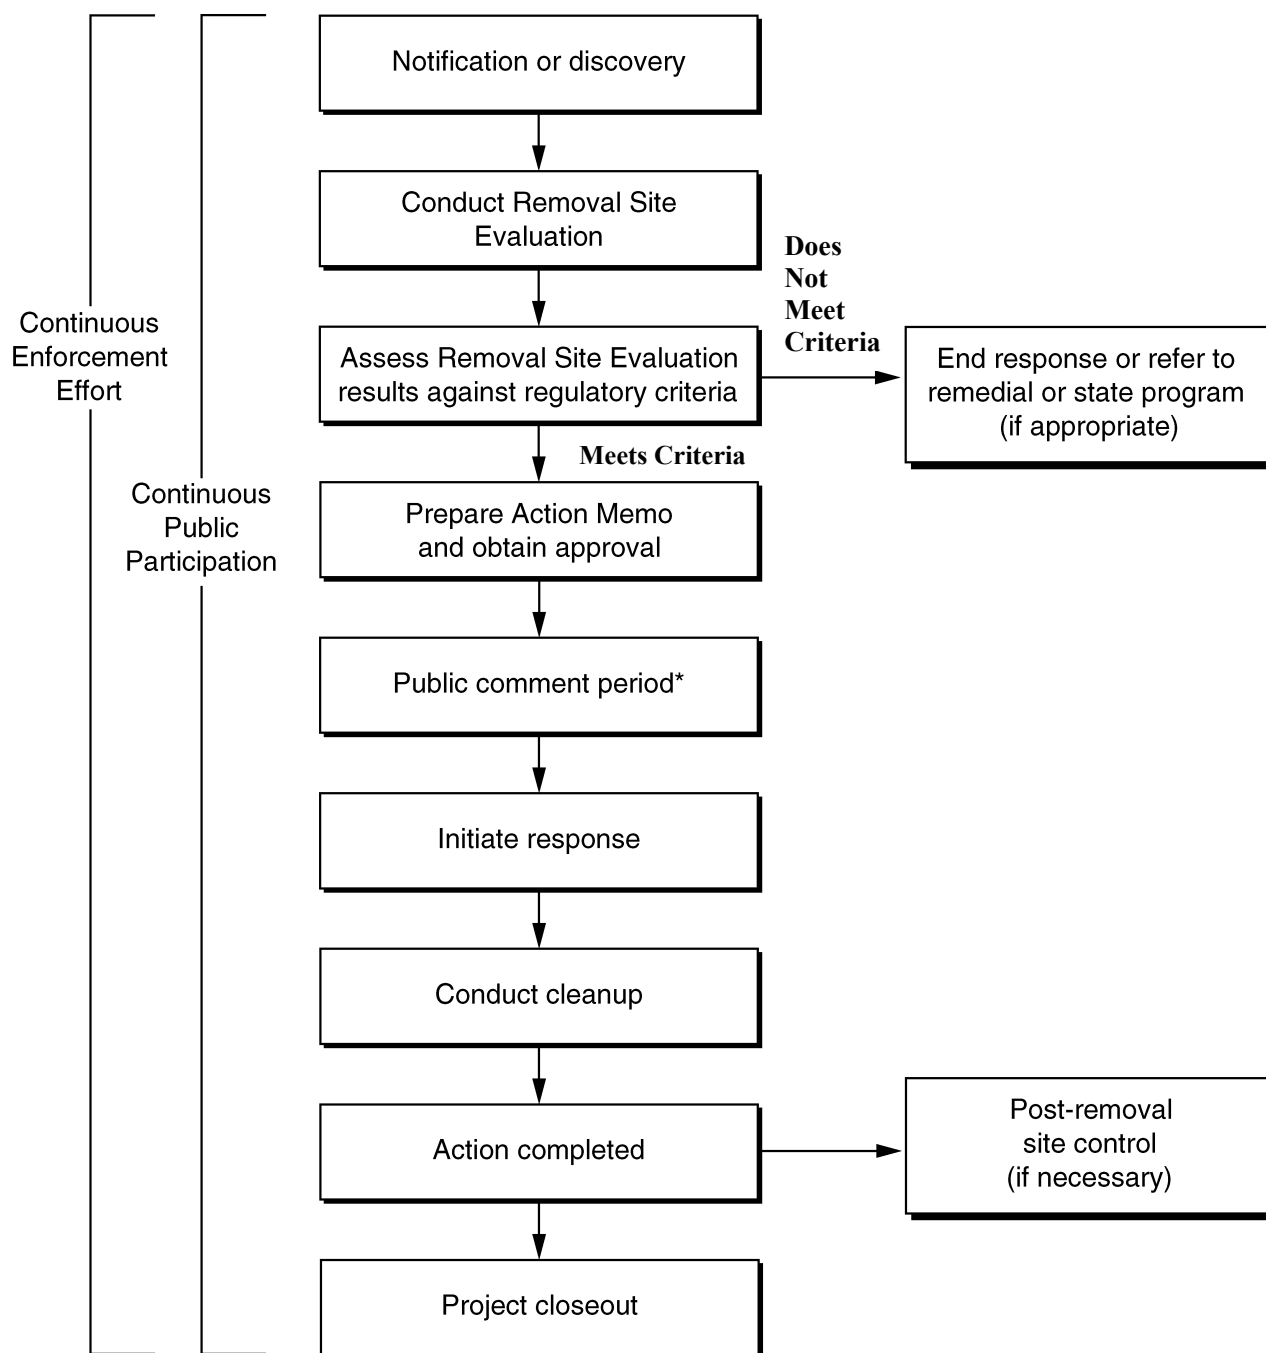 Notification or discovery
Conduct Removal Site
Evaluation
Does
Not
Meet
Criteria
Continuous
Enforcement
Effort
Assess Removal Site Evaluation
results against regulatory criteria
End response or refer to
remedial or state program
(if appropriate)
Meets Criteria
Continuous
Public
Participation
Prepare Action Memo
and obtain approval
Public comment period*
Initiate response
Conduct cleanup
Action completed
Post-removal
site control
(if necessary)
Project closeout